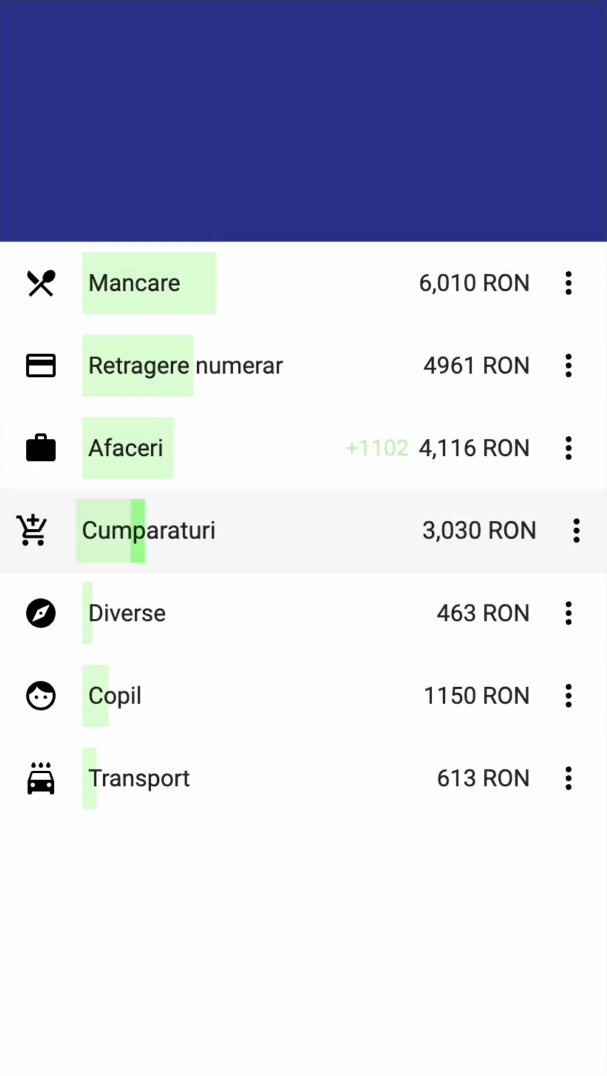 Mancare 6,010 RON
Retragere numerar 4961 RON
Afaceri +1102 4,116 RON
Cumparaturi 3,030 RON
Diverse 463 RON
Copil 1150 RON
Transport 613 RON